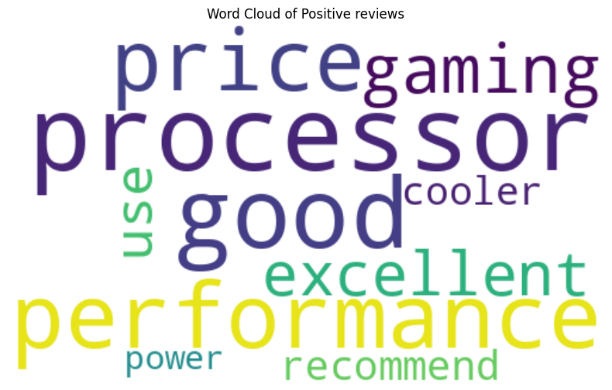 Word Cloud of Positive reviews
price
gaming
processor
use
good
cooler
excellent
performance
power
recommend